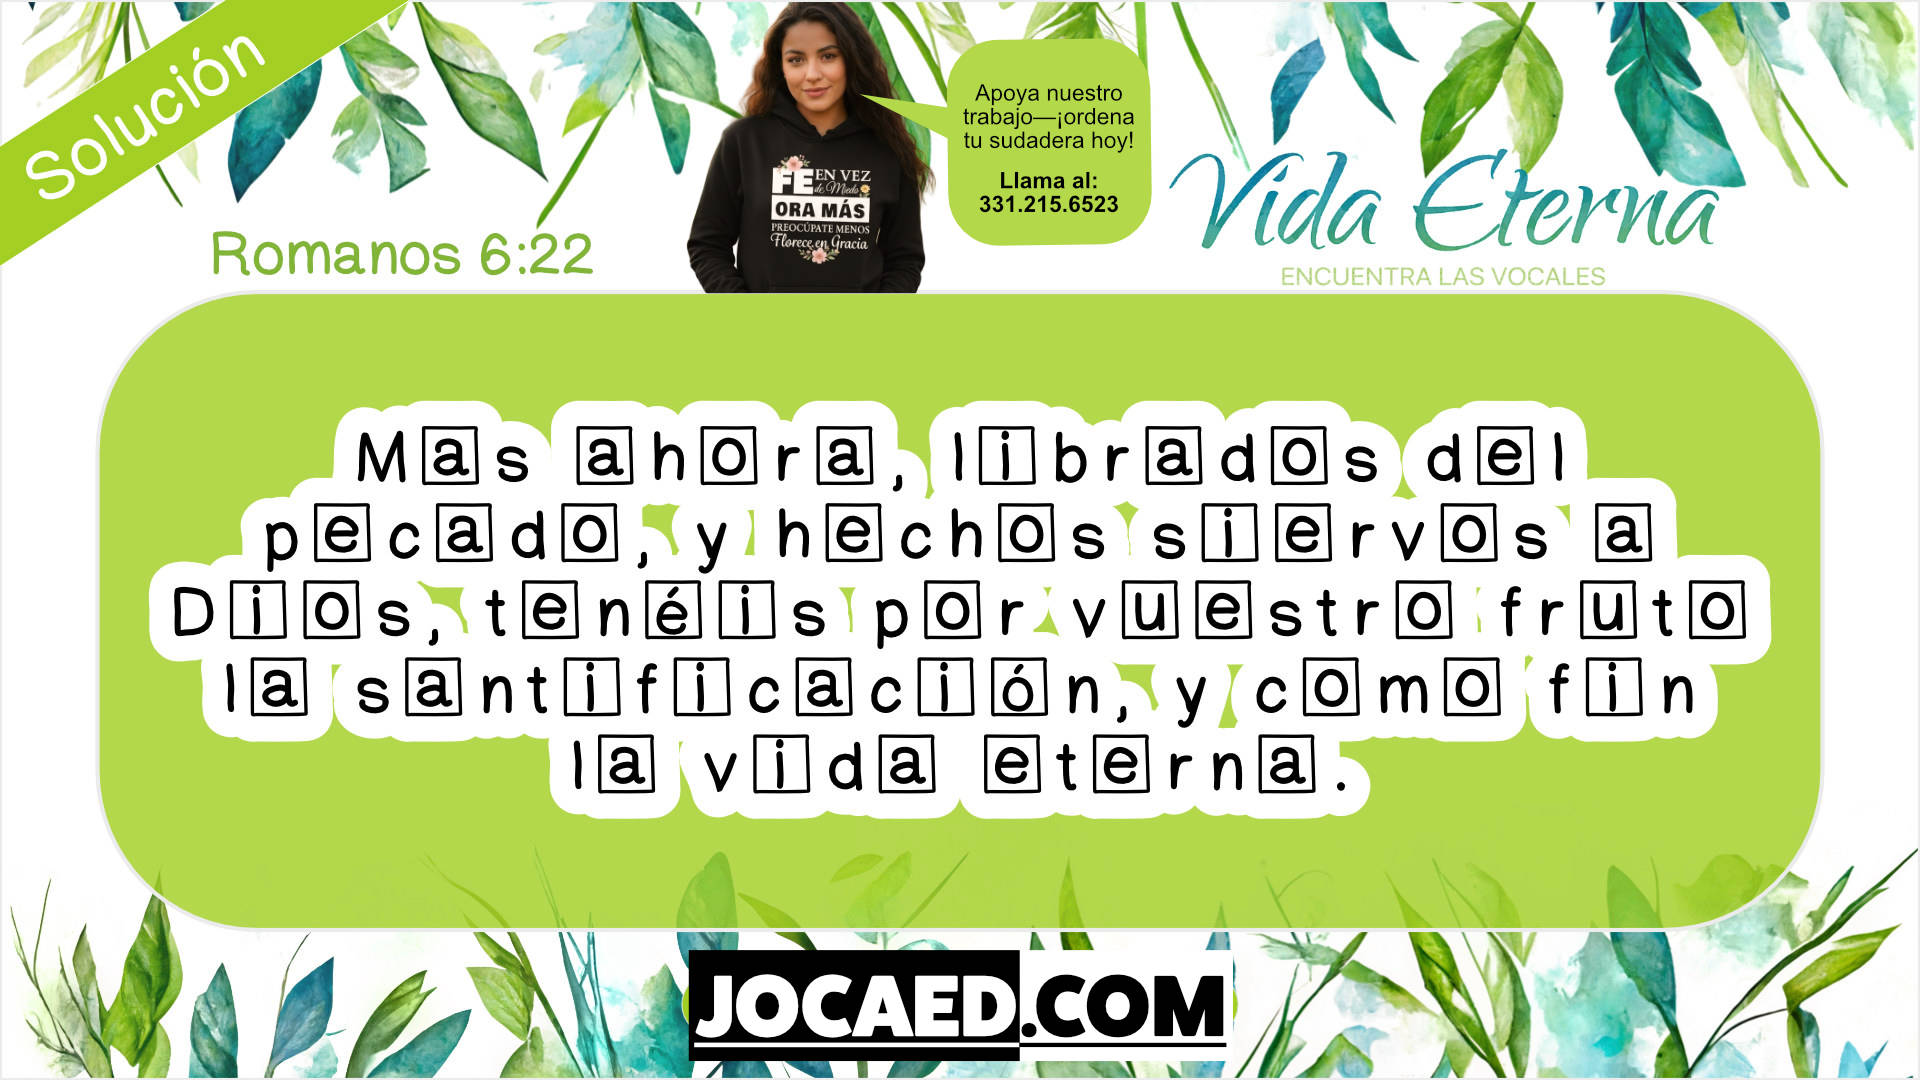 Solución
Apoya nuestro
trabajo—¡ordena
tu sudadera hoy!
Llama al:
331.215.6523
FE EN VEZ
de Miedo
ORA MÁS
PREOCÚPATE MENOS
Florece en Gracia
Romanos 6:22
Vida Eterna
ENCUENTRA LAS VOCALES
Mas ahora, librados del
pecado, y hechos siervos a
Dios, tenéis por vuestro fruto
la santificación, y como fin
la vida eterna.
JOCAED.COM